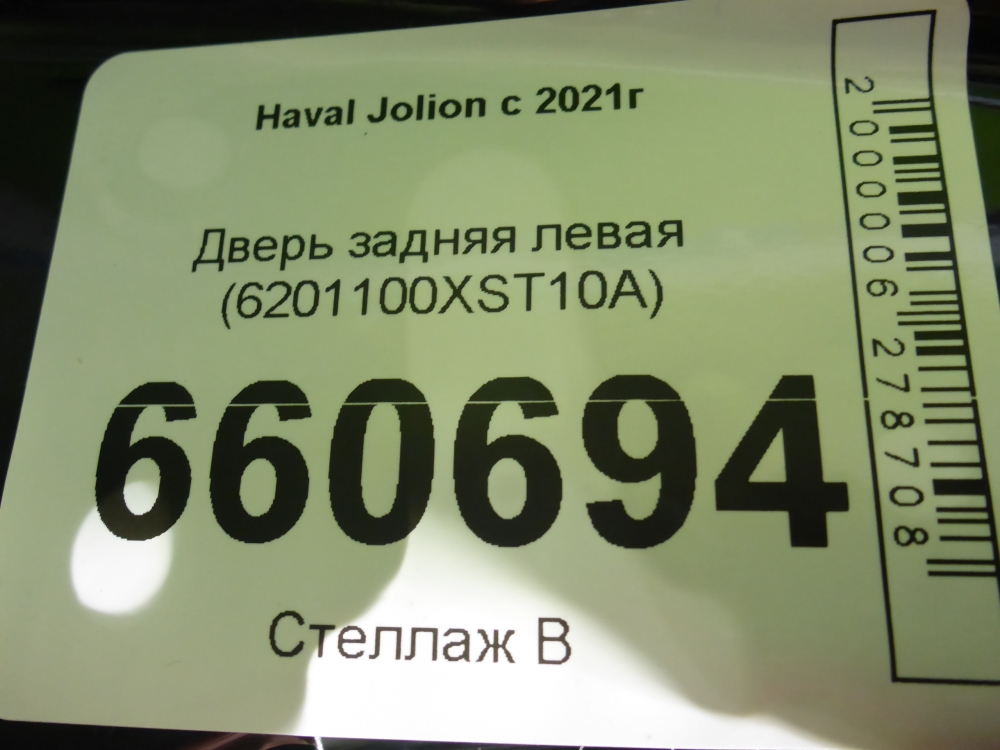 Haval Jolion с 2021г
Дверь задняя левая
(6201100XST10A)
660694
Стеллаж В
2000006278708